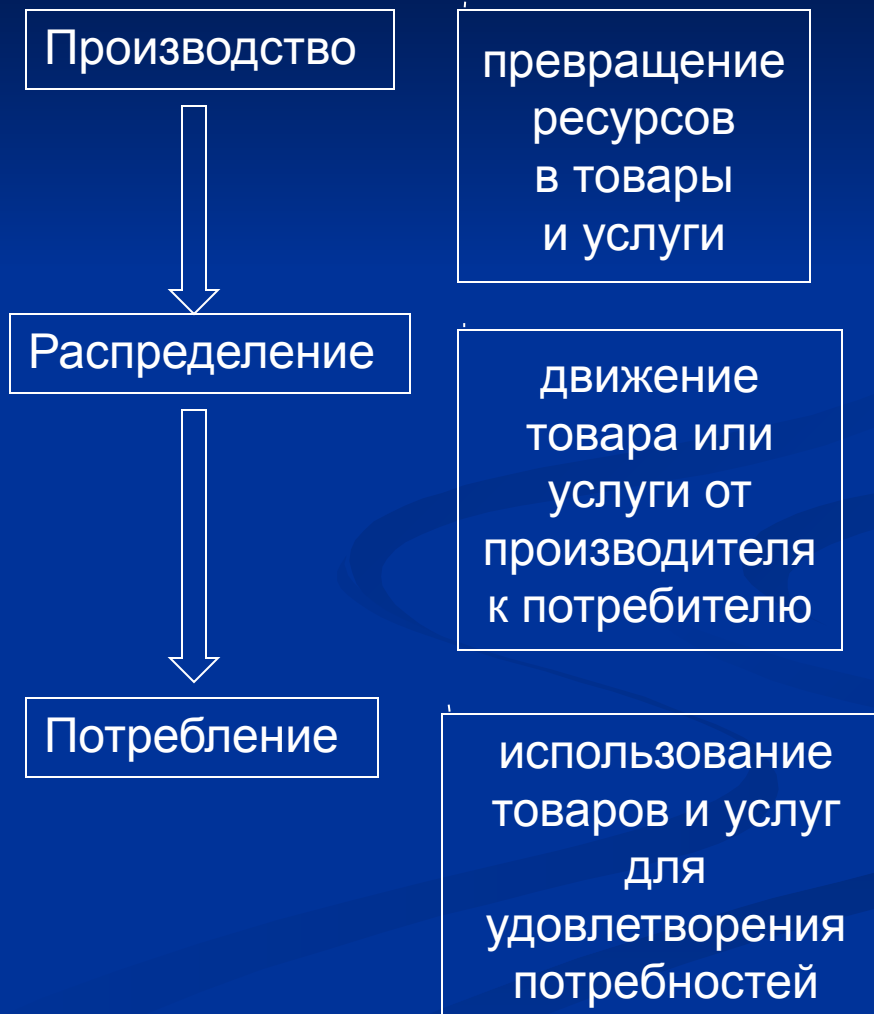 Производство
превращение
ресурсов
в товары
и услуги
Распределение
движение
товара или
услуги от
производителя
к потребителю
Потребление
использование
товаров и услуг
для
удовлетворения
потребностей